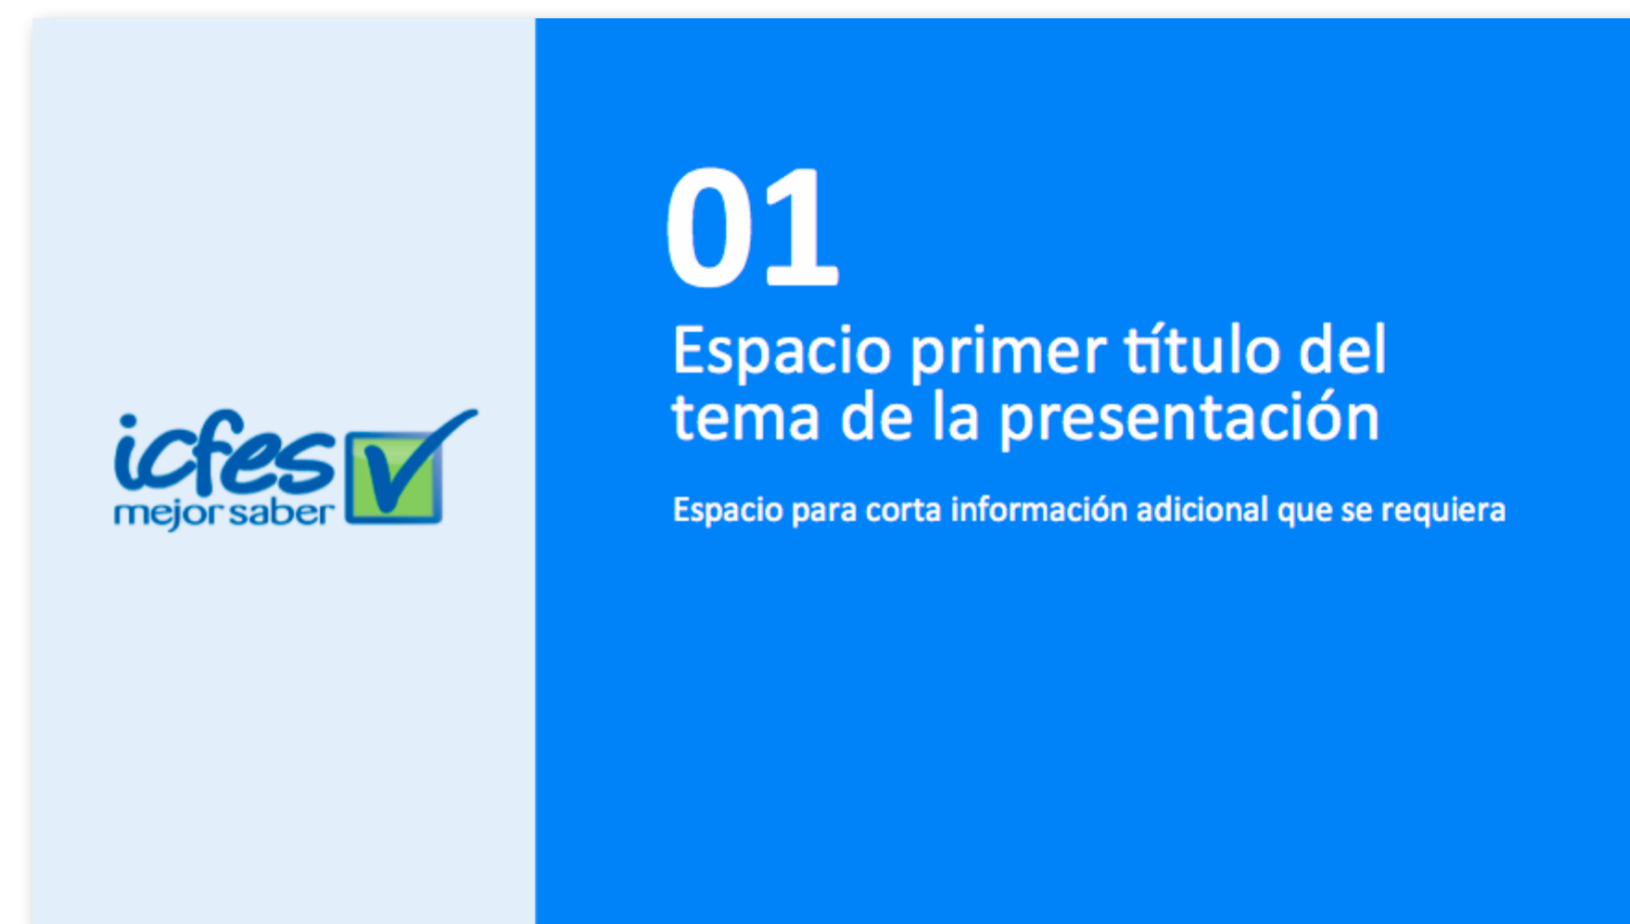 icfes
mejor saber
01
Espacio primer título del
tema de la presentación
Espacio para corta información adicional que se requiera